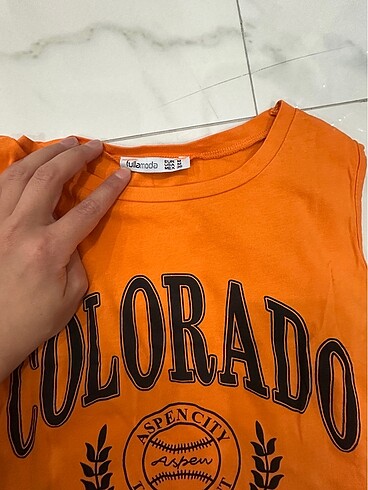 fullamoda
COLORADO
ASPEN CITY
Aspen